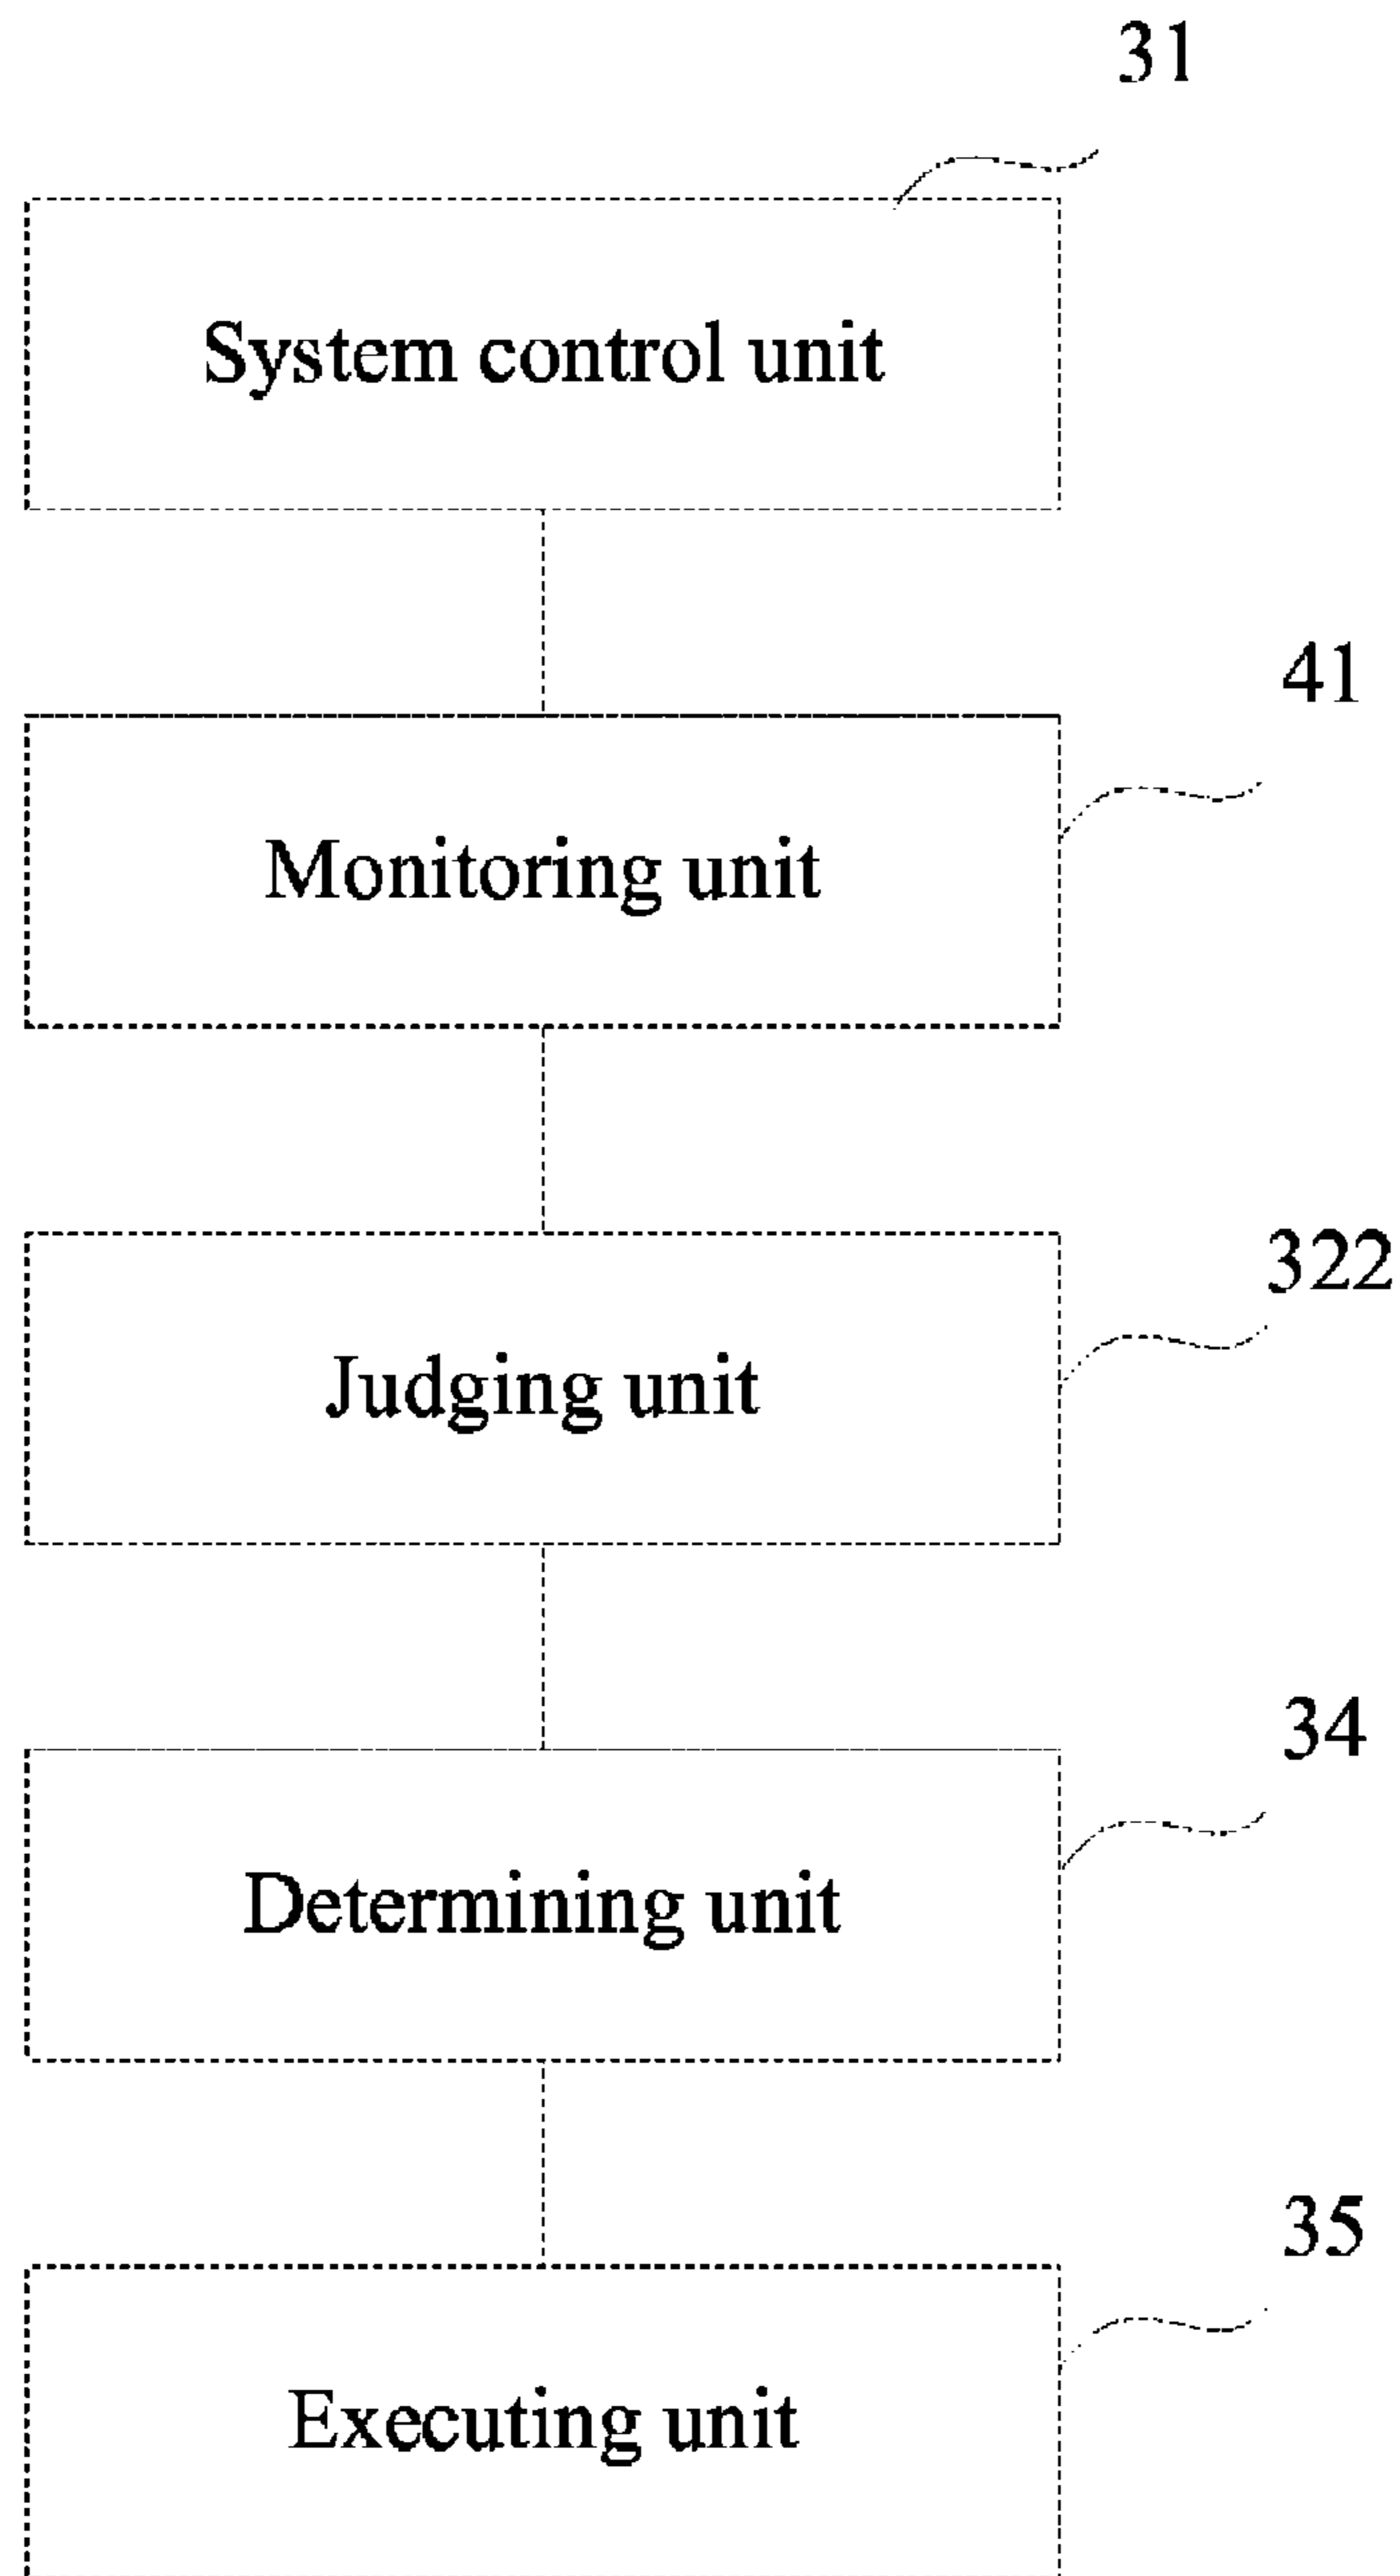 31
System control unit
41
Monitoring unit
322
Judging unit
34
Determining unit
35
Executing unit